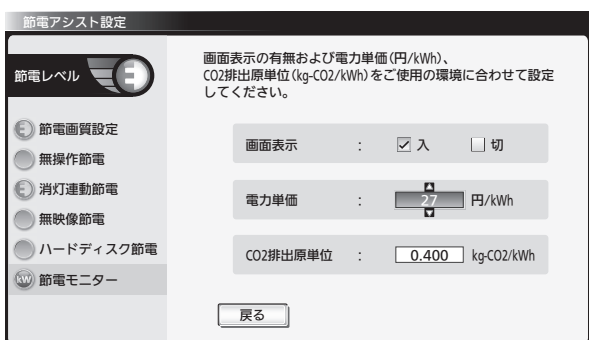 節電アシスト設定
節電レベル
画面表示の有無および電力単価(円/kWh)、
CO2排出原単位(kg-CO2/kWh)をご使用の環境に合わせて設定
してください。
節電画質設定
無操作節電
消灯連動節電
無映像節電
ハードディスク節電
kW 節電モニター
画面表示 : 入 切
電力単価 : 27 円/kWh
CO2排出原単位 : 0.400 kg-CO2/kWh
戻る